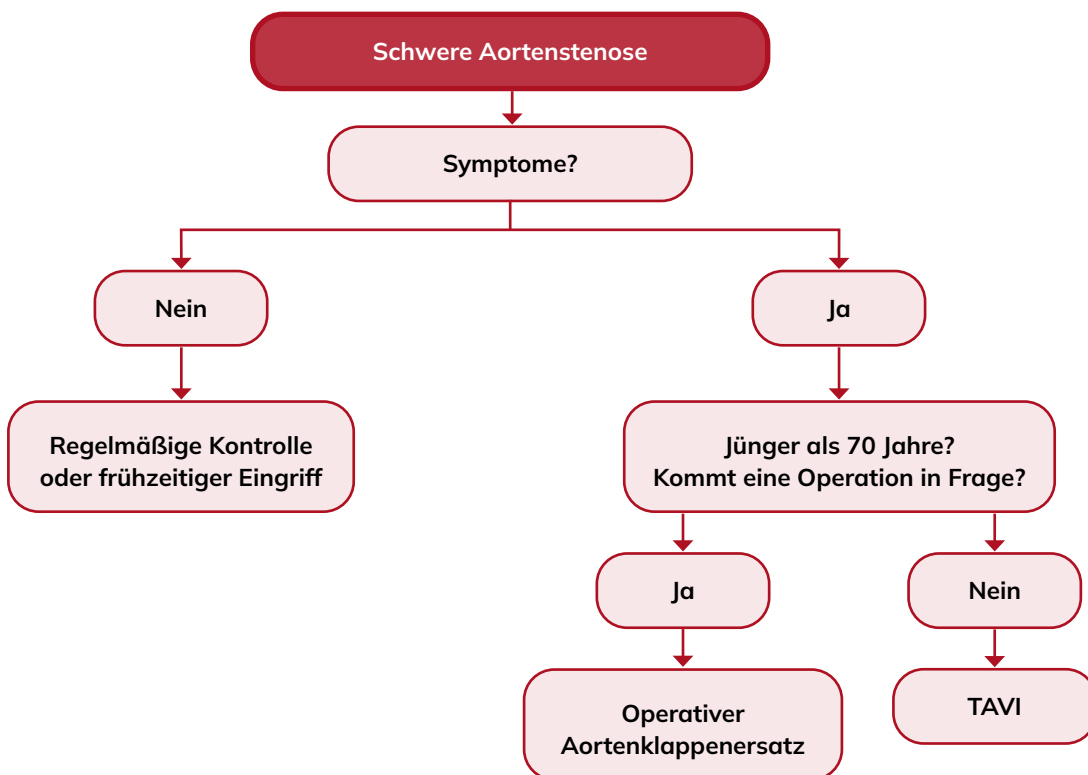 Schwere Aortenstenose
Symptome?
Nein
Ja
Regelmäßige Kontrolle
oder frühzeitiger Eingriff
Jünger als 70 Jahre?
Kommt eine Operation in Frage?
Ja
Nein
Operativer
Aortenklappenersatz
TAVI